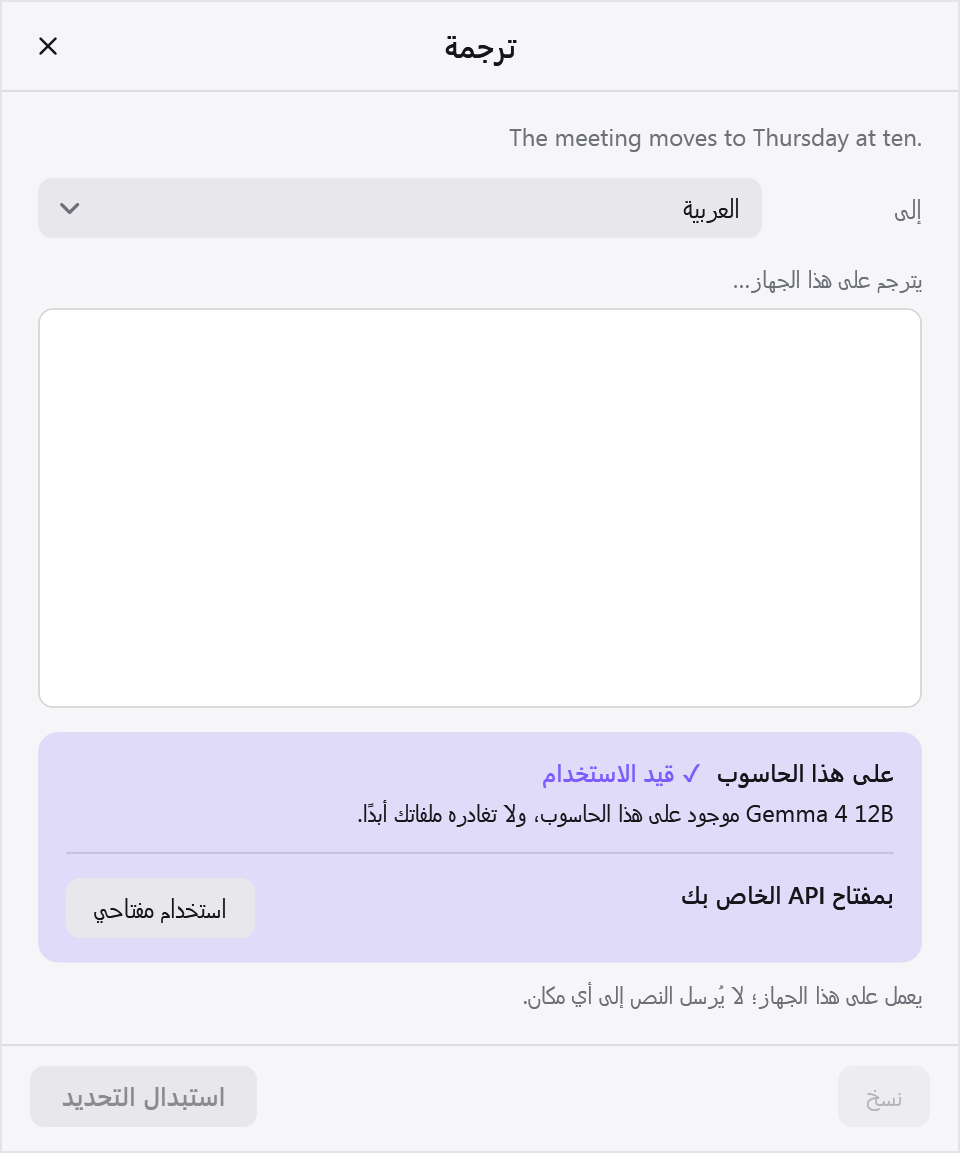 ترجمة
The meeting moves to Thursday at ten.
إلى
العربية
يترجم على هذا الجهاز...
على هذا الحاسوب ✓ قيد الاستخدام
Gemma 4 12B موجود على هذا الحاسوب، ولا تغادره ملفاتك أبدًا.
بمفتاح API الخاص بك
استخدام مفتاحي
يعمل على هذا الجهاز؛ لا يُرسل النص إلى أي مكان.
نسخ
استبدال التحديد